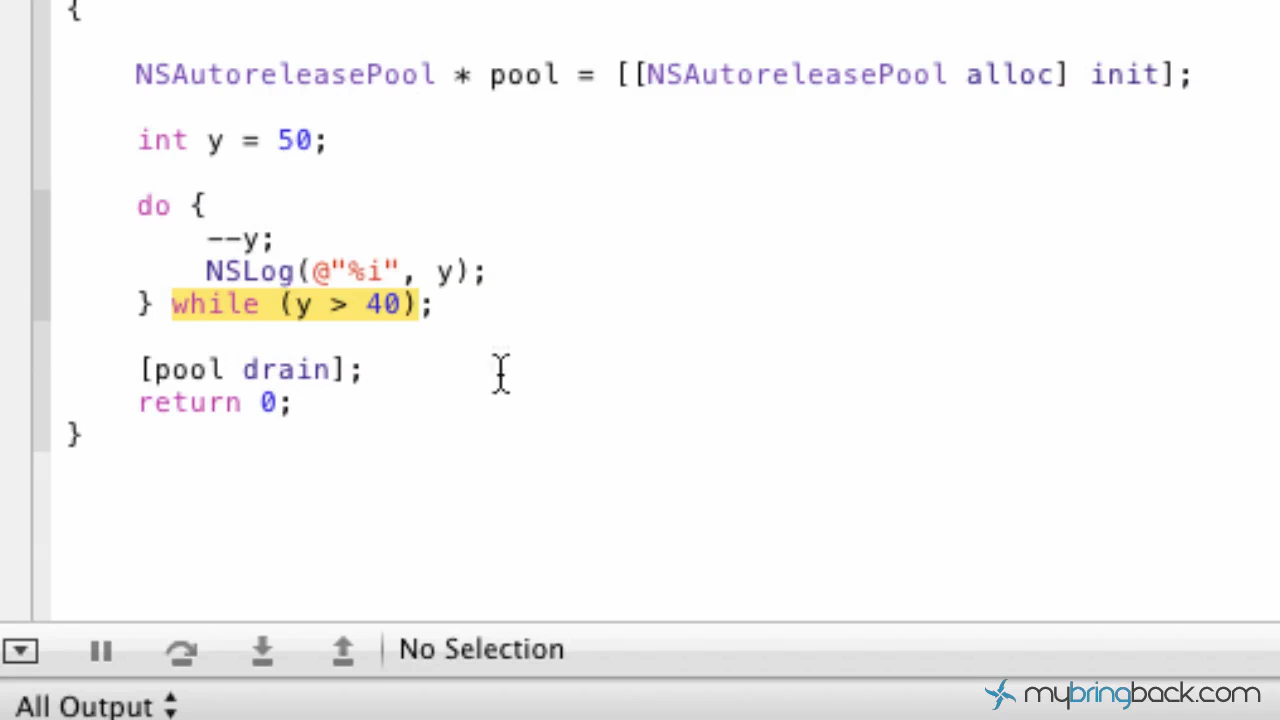 {
NSAutoreleasePool * pool = [[NSAutoreleasePool alloc] init];
int y = 50;
do {
--y;
NSLog(@"%i", y);
} while (y > 40);
[pool drain];
return 0;
}
No Selection
All Output
mybringback.com